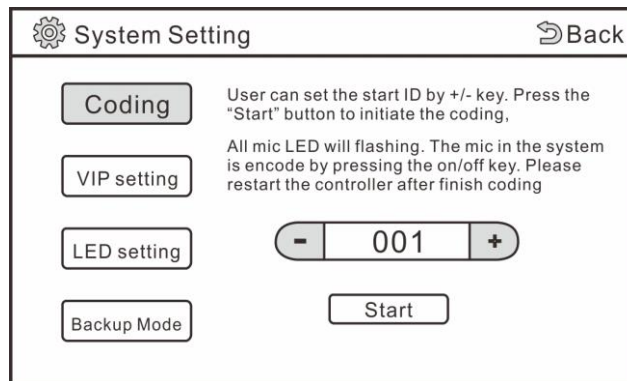 System Setting
Back
Coding
User can set the start ID by +/- key. Press the
“Start” button to initiate the coding,
All mic LED will flashing. The mic in the system
is encode by pressing the on/off key. Please
restart the controller after finish coding
VIP setting
LED setting
- 001 +
Start
Backup Mode